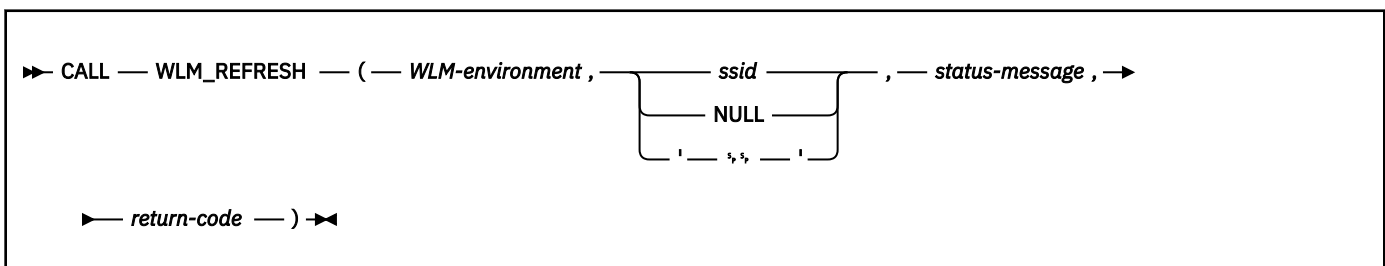 CALL WLM_REFRESH ( WLM-environment , ssid , status-message ,
NULL
' '
return-code )